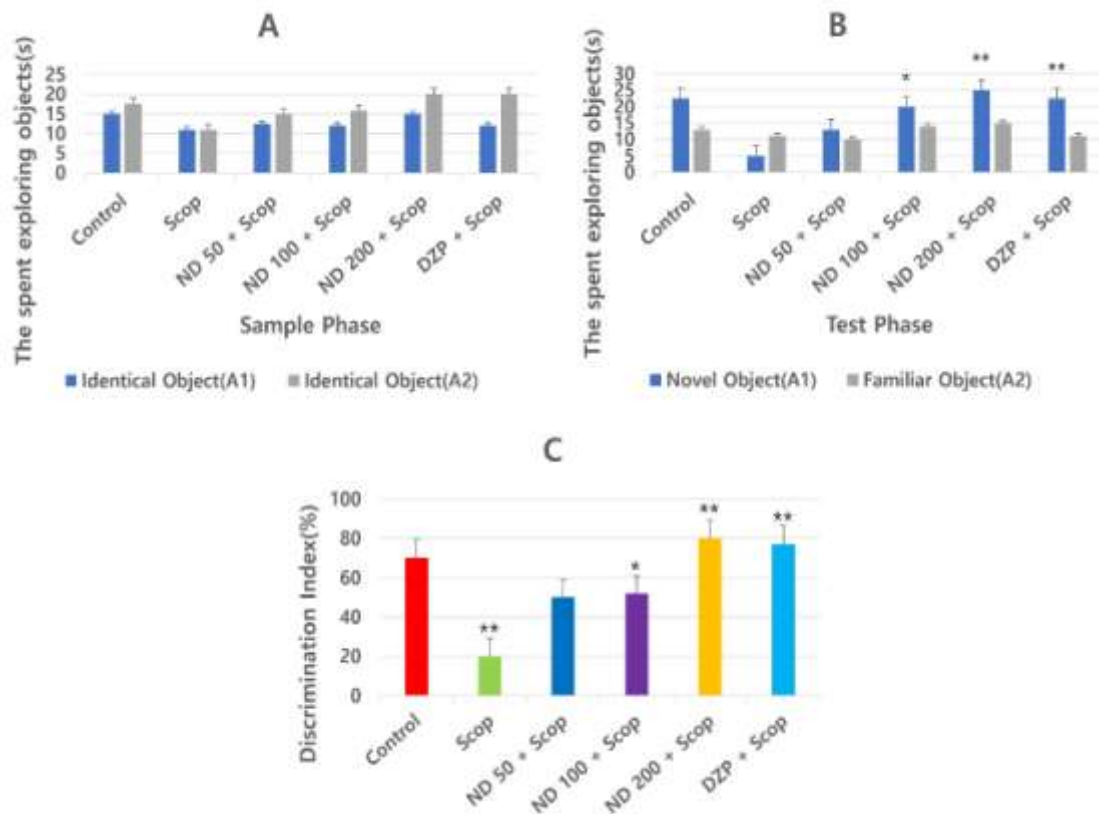 A
The spent exploring objects(s)
25
20
15
10
5
0
Control
Scop
ND 50 + Scop
ND 100 + Scop
ND 200 + Scop
DZP + Scop
Sample Phase
Identical Object(A1) Identical Object(A2)
B
The spent exploring objects(s)
30
25
20
15
10
5
0
* ** **
Control
Scop
ND 50 + Scop
ND 100 + Scop
ND 200 + Scop
DZP + Scop
Test Phase
Novel Object(A1) Familiar Object(A2)
C
Discrimination Index(%)
100
80
60
40
20
0
** * ** **
Control
Scop
ND 50 + Scop
ND 100 + Scop
ND 200 + Scop
DZP + Scop